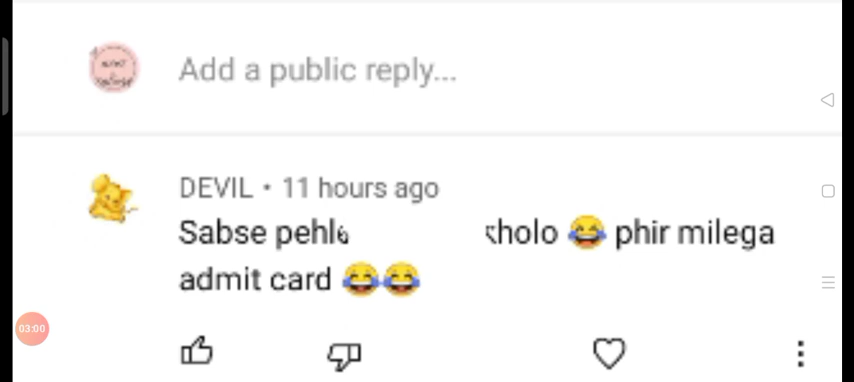 Add a public reply...
DEVIL • 11 hours ago
Sabse pehle kholo 😂 phir milega
admit card 😂😂
03:00